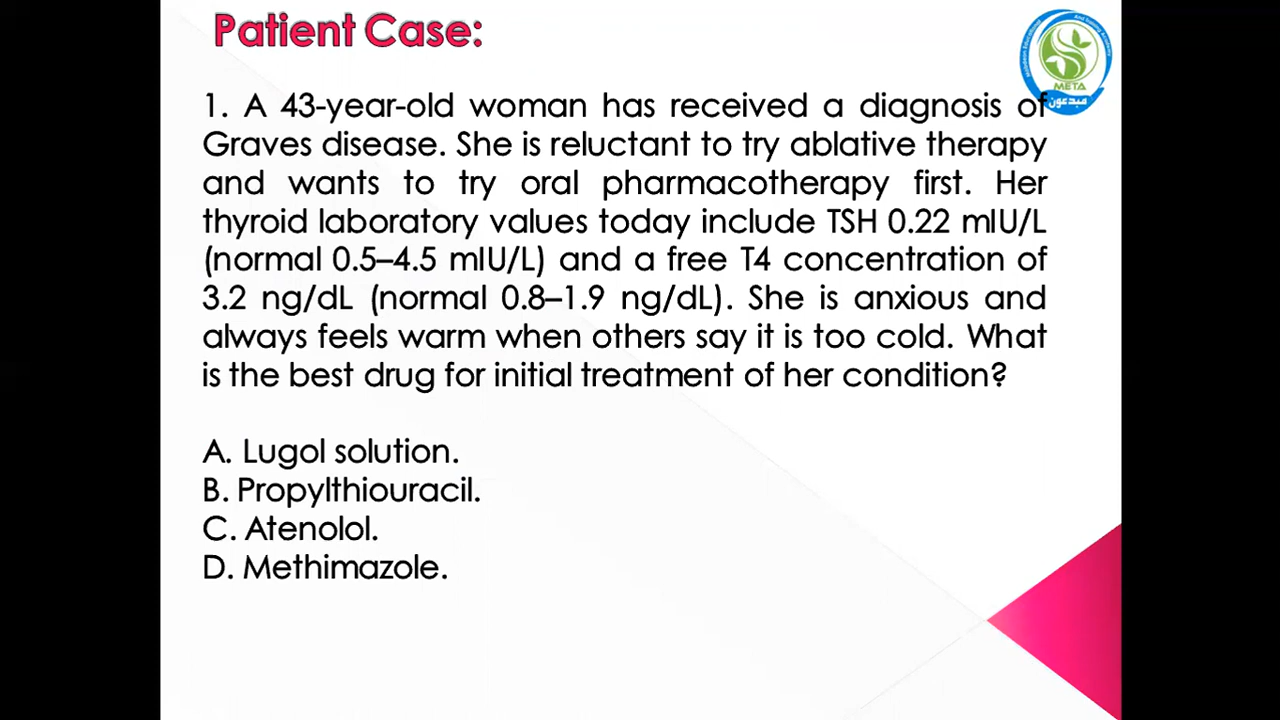 Patient Case:
META
مبدعون
1. A 43-year-old woman has received a diagnosis of
Graves disease. She is reluctant to try ablative therapy
and wants to try oral pharmacotherapy first. Her
thyroid laboratory values today include TSH 0.22 mIU/L
(normal 0.5–4.5 mIU/L) and a free T4 concentration of
3.2 ng/dL (normal 0.8–1.9 ng/dL). She is anxious and
always feels warm when others say it is too cold. What
is the best drug for initial treatment of her condition?
A. Lugol solution.
B. Propylthiouracil.
C. Atenolol.
D. Methimazole.